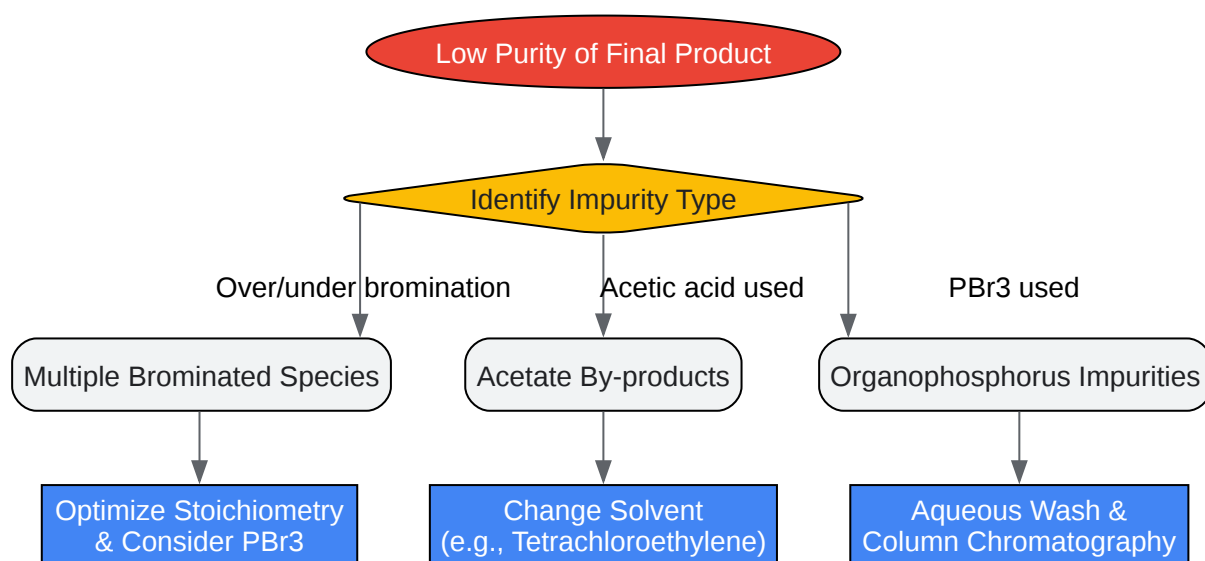 Low Purity of Final Product
Identify Impurity Type
Over/under bromination
Acetic acid used
PBr3 used
Multiple Brominated Species
Acetate By-products
Organophosphorus Impurities
Optimize Stoichiometry
& Consider PBr3
Change Solvent
(e.g., Tetrachloroethylene)
Aqueous Wash &
Column Chromatography